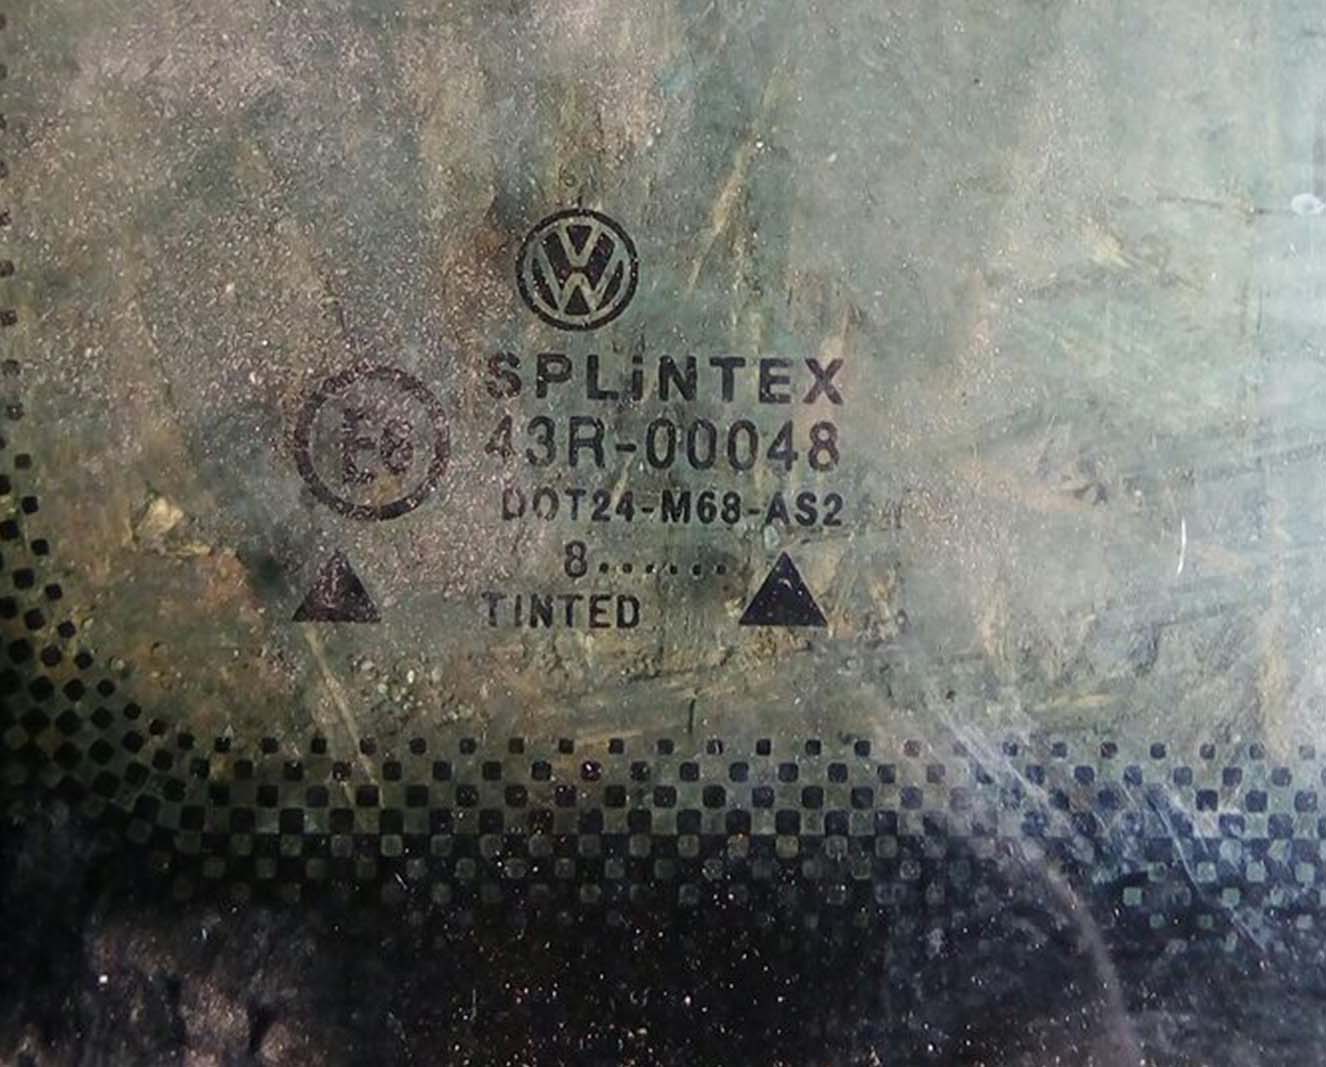 SPLiNTEX
E6
43R-00048
DOT24-M68-AS2
8.......
TINTED